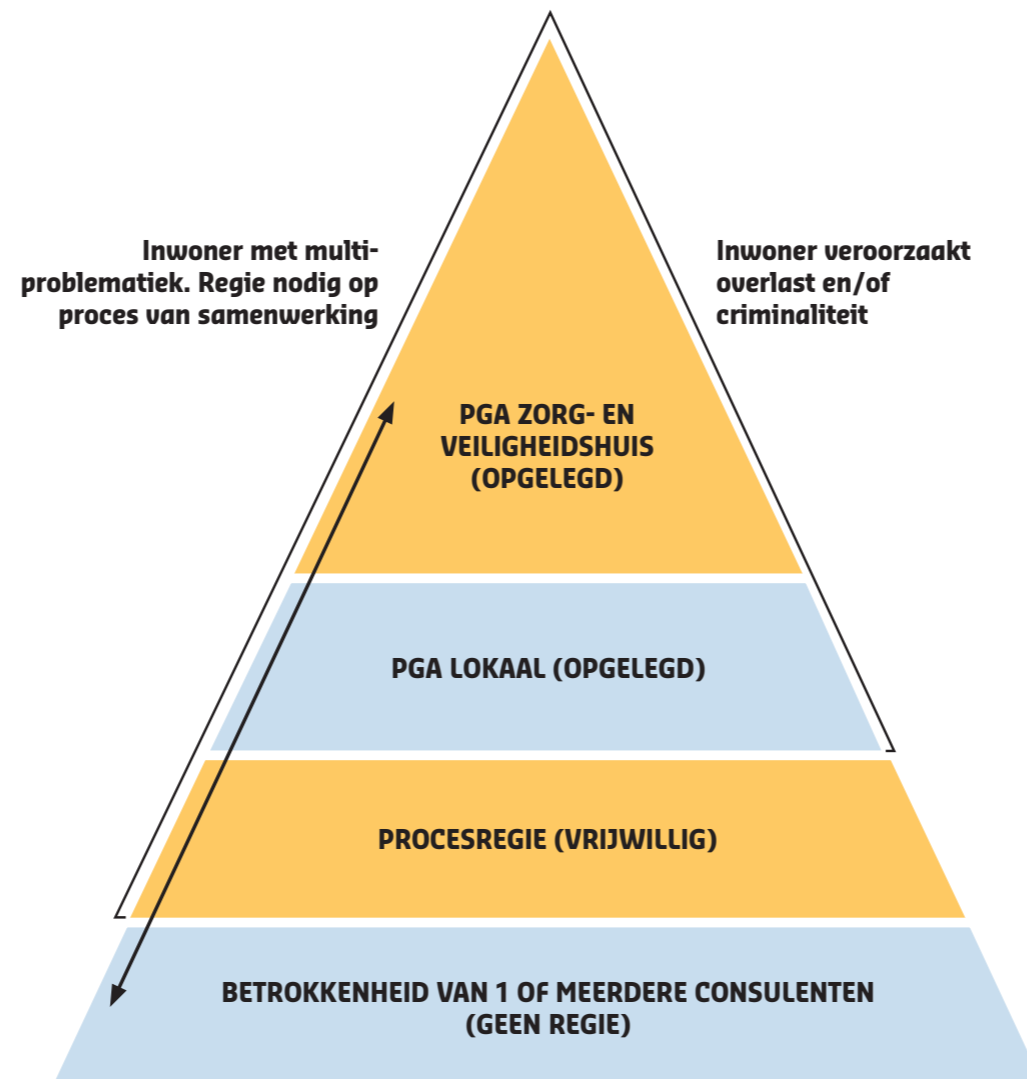 Inwoner met multi-
problematiek. Regie nodig op
proces van samenwerking
Inwoner veroorzaakt
overlast en/of
criminaliteit
PGA ZORG- EN
VEILIGHEIDSHUIS
(OPGELEGD)
PGA LOKAAL (OPGELEGD)
PROCESREGIE (VRIJWILLIG)
BETROKKENHEID VAN 1 OF MEERDERE CONSULENTEN
(GEEN REGIE)